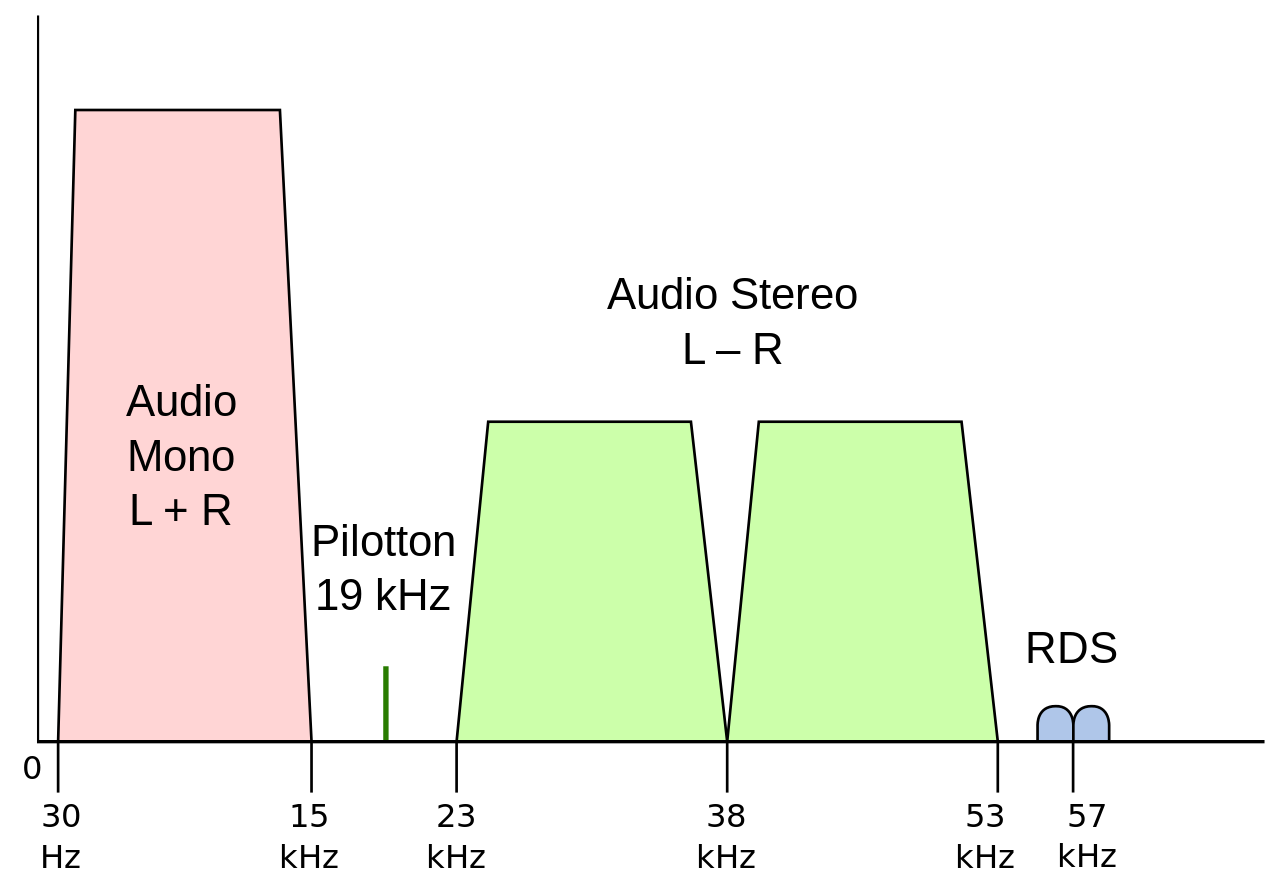 Audio Stereo
L – R
Audio
Mono
L + R
Pilotton
19 kHz
RDS
0
30
Hz
15
kHz
23
kHz
38
kHz
53
kHz
57
kHz